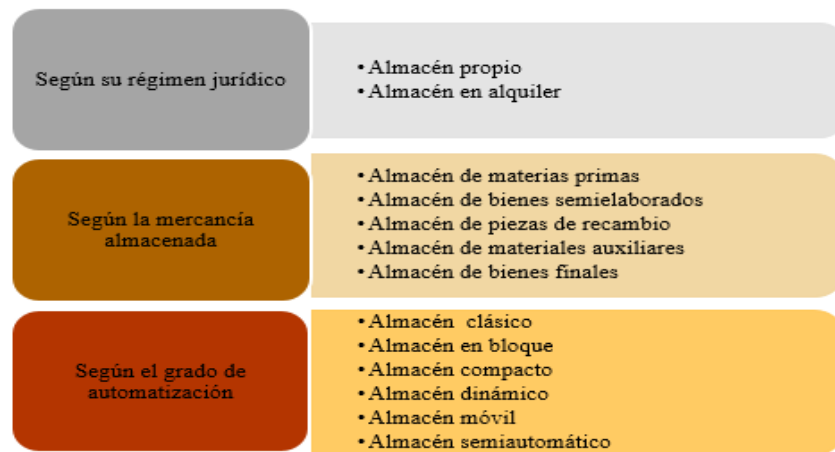 Según su régimen jurídico
• Almacén propio
• Almacén en alquiler
Según la mercancía
almacenada
• Almacén de materias primas
• Almacén de bienes semielaborados
• Almacén de piezas de recambio
• Almacén de materiales auxiliares
• Almacén de bienes finales
Según el grado de
automatización
• Almacén clásico
• Almacén en bloque
• Almacén compacto
• Almacén dinámico
• Almacén móvil
• Almacén semiautomático